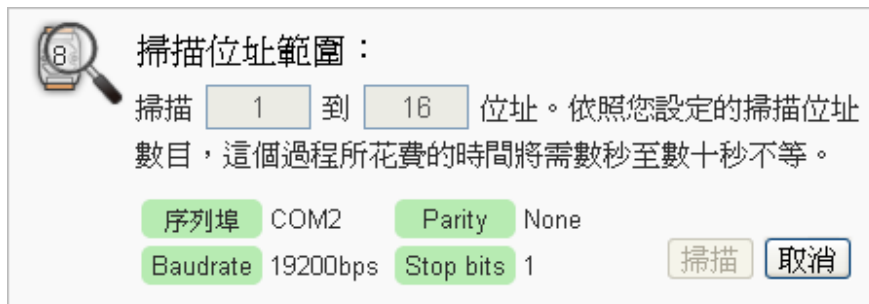 8
掃描位址範圍：
掃描 1 到 16 位址。依照您設定的掃描位址
數目，這個過程所花費的時間將需數秒至數十秒不等。
序列埠 COM2 Parity None
Baudrate 19200bps Stop bits 1
掃描 取消